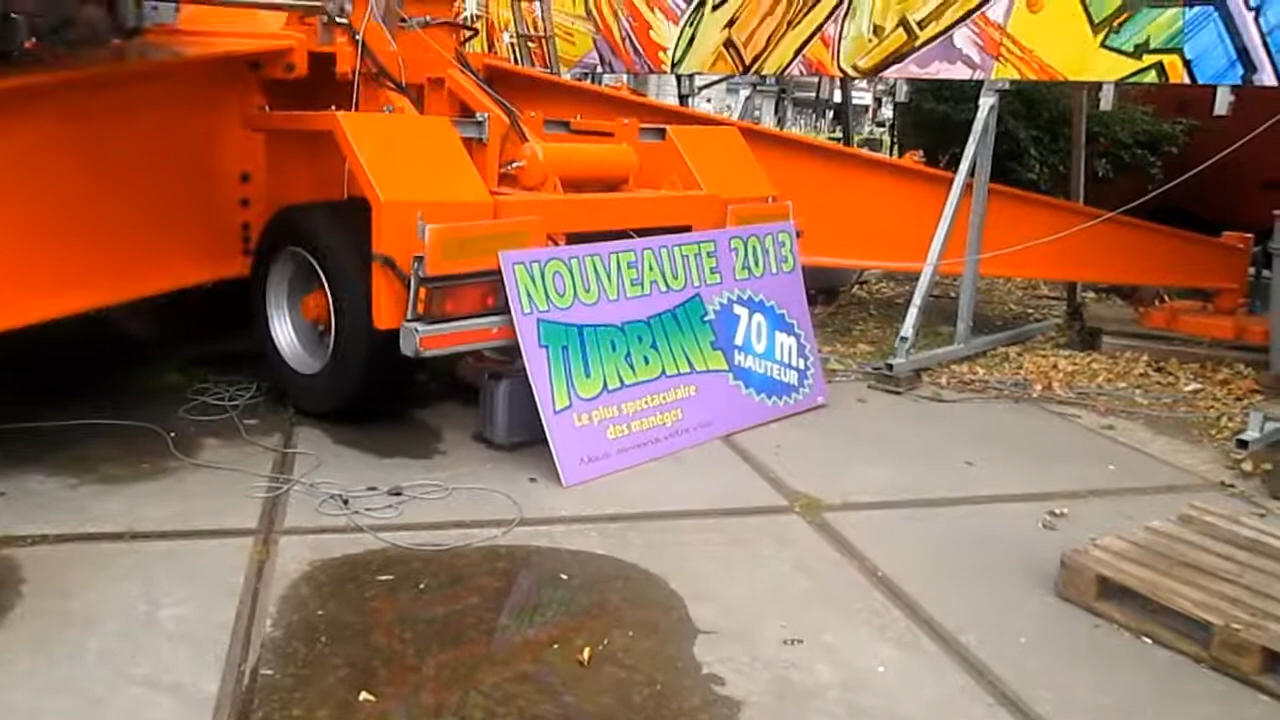 NOUVEAUTE 2013
TURBINE
70 m.
HAUTEUR
Le plus spectaculaire
des manèges